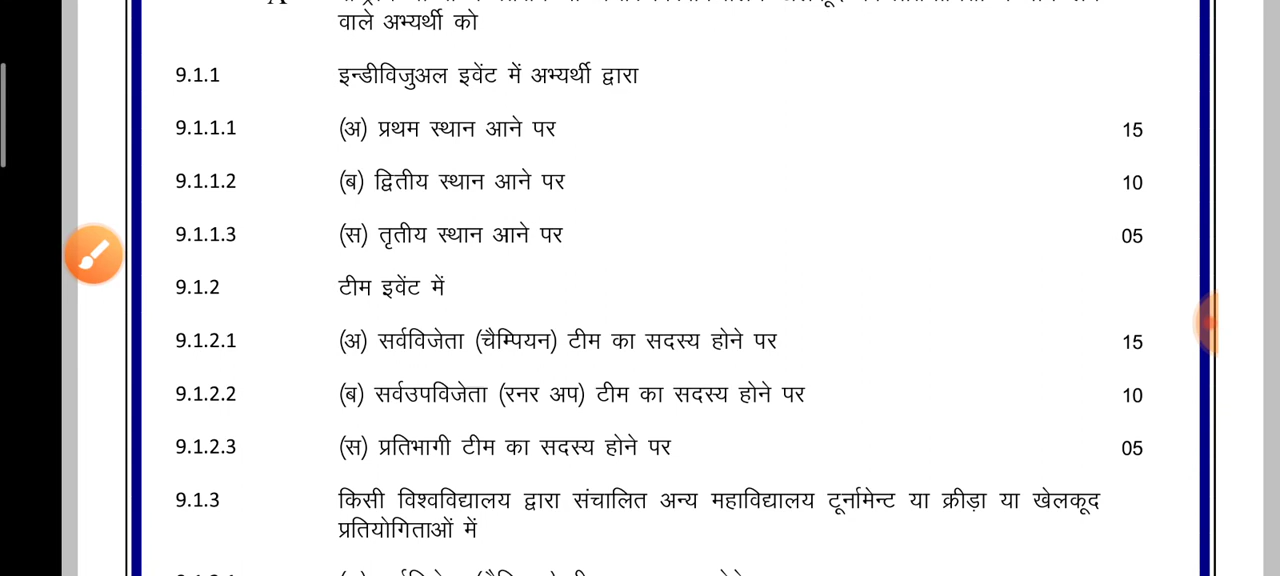 वाले अभ्यर्थी को
9.1.1 इन्डीविजुअल इवेंट में अभ्यर्थी द्वारा
9.1.1.1 (अ) प्रथम स्थान आने पर 15
9.1.1.2 (ब) द्वितीय स्थान आने पर 10
9.1.1.3 (स) तृतीय स्थान आने पर 05
9.1.2 टीम इवेंट में
9.1.2.1 (अ) सर्वविजेता (चैम्पियन) टीम का सदस्य होने पर 15
9.1.2.2 (ब) सर्वउपविजेता (रनर अप) टीम का सदस्य होने पर 10
9.1.2.3 (स) प्रतिभागी टीम का सदस्य होने पर 05
9.1.3 किसी विश्वविद्यालय द्वारा संचालित अन्य महाविद्यालय टूर्नामेन्ट या क्रीड़ा या खेलकूद
प्रतियोगिताओं में